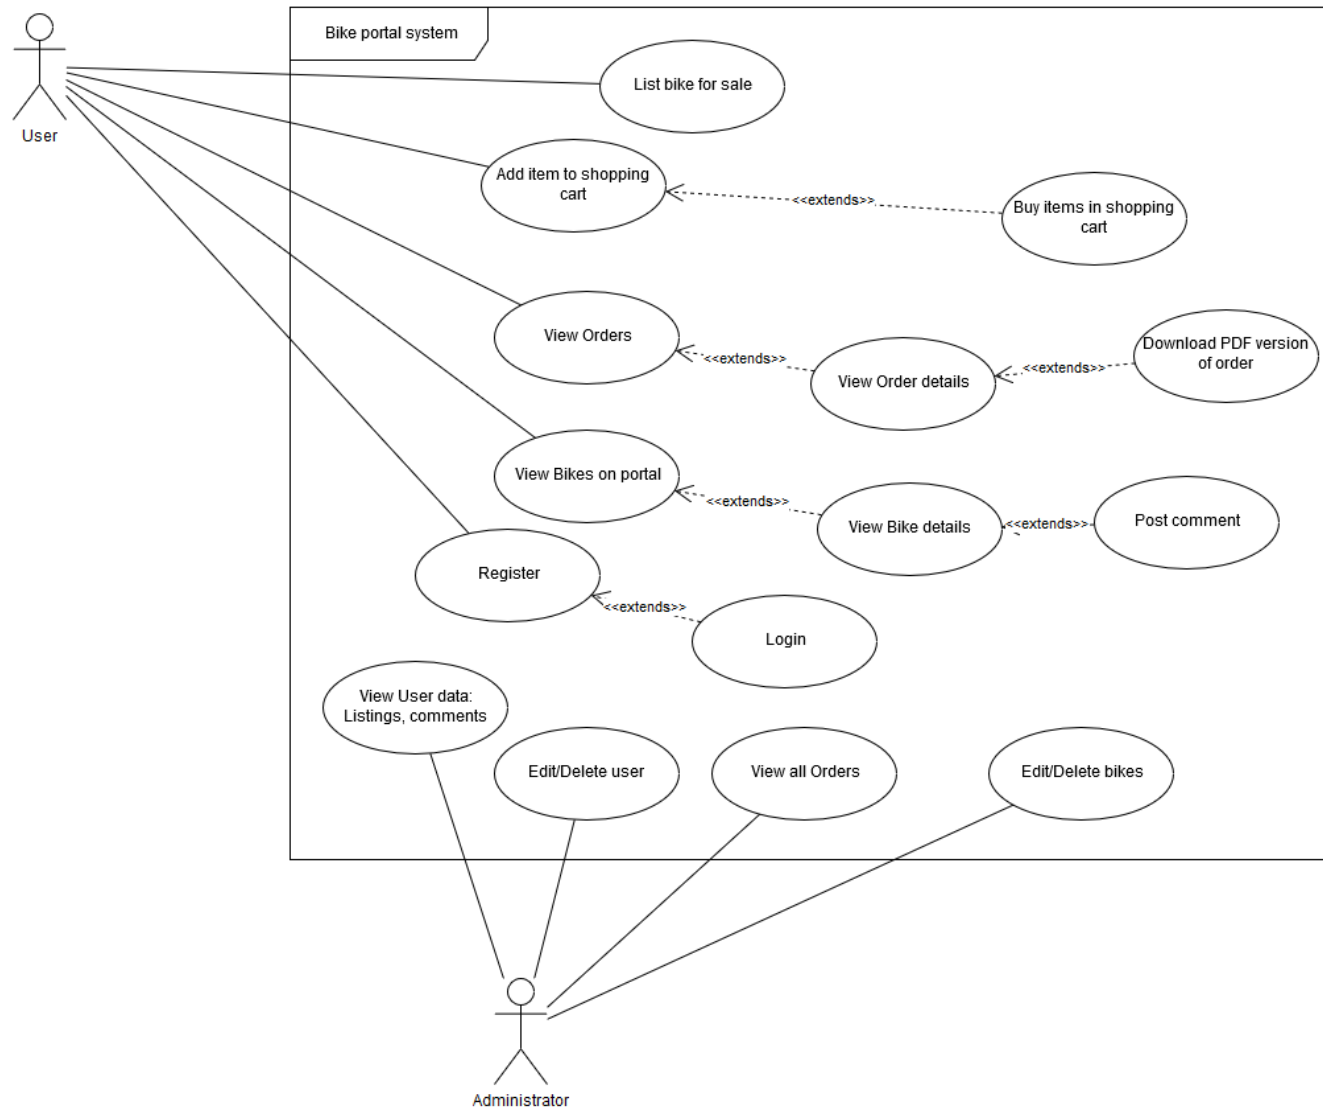 Bike portal system
User
List bike for sale
Add item to shopping
cart
<<extends>>
Buy items in shopping
cart
View Orders
<<extends>>
View Order details
<<extends>>
Download PDF version
of order
View Bikes on portal
<<extends>>
View Bike details
<<extends>>
Post comment
Register
<<extends>>
Login
View User data:
Listings, comments
Edit/Delete user
View all Orders
Edit/Delete bikes
Administrator